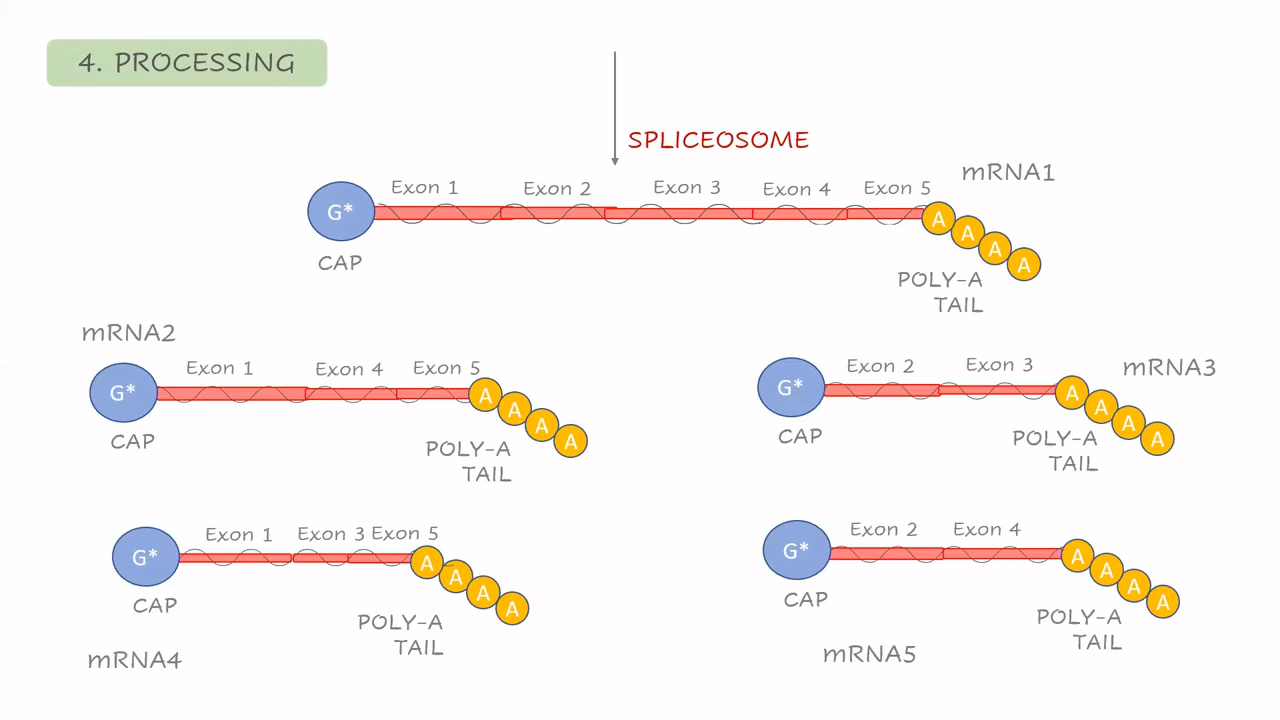 4. PROCESSING
SPLICEOSOME
mRNA1
Exon 1 Exon 2 Exon 3 Exon 4 Exon 5
G*
A A A A
CAP
POLY-A
TAIL
mRNA2
Exon 1 Exon 4 Exon 5
G*
A A A A
CAP
POLY-A
TAIL
mRNA3
Exon 2 Exon 3
G*
A A A A
CAP
POLY-A
TAIL
Exon 1 Exon 3 Exon 5
G*
A A A A
CAP
POLY-A
TAIL
mRNA4
Exon 2 Exon 4
G*
A A A A
CAP
POLY-A
TAIL
mRNA5